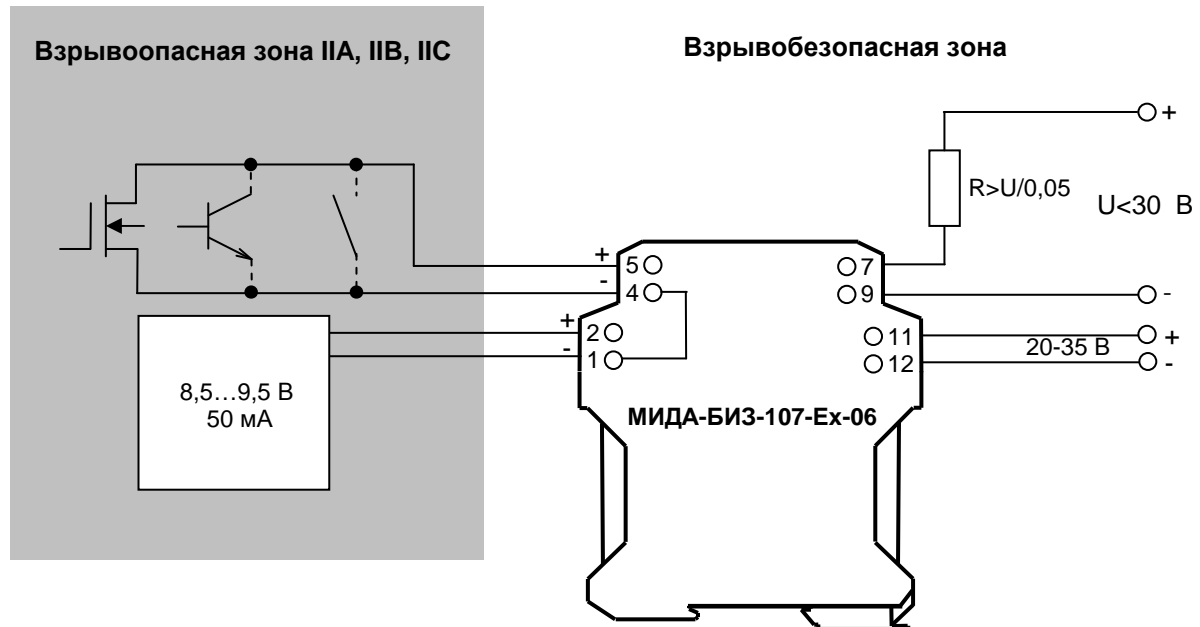 Взрывоопасная зона IIA, IIB, IIC
Взрывобезопасная зона
+
R>U/0,05
U<30 В
+
5
7
-
4
9
-
+
2
11
+
20-35 В
-
1
12
-
8,5...9,5 В
50 мА
МИДА-БИЗ-107-Ex-06